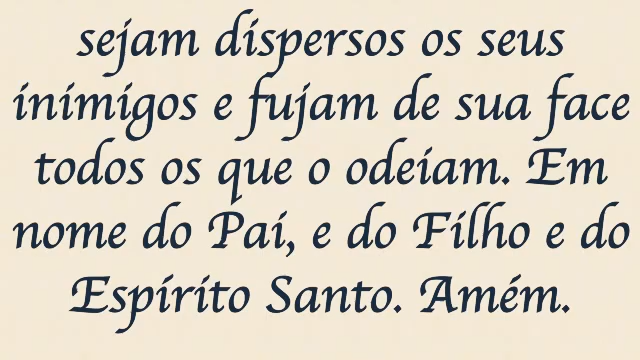 sejam dispersos os seus
inimigos e fujam de sua face
todos os que o odeiam. Em
nome do Pai, e do Filho e do
Espírito Santo. Amém.